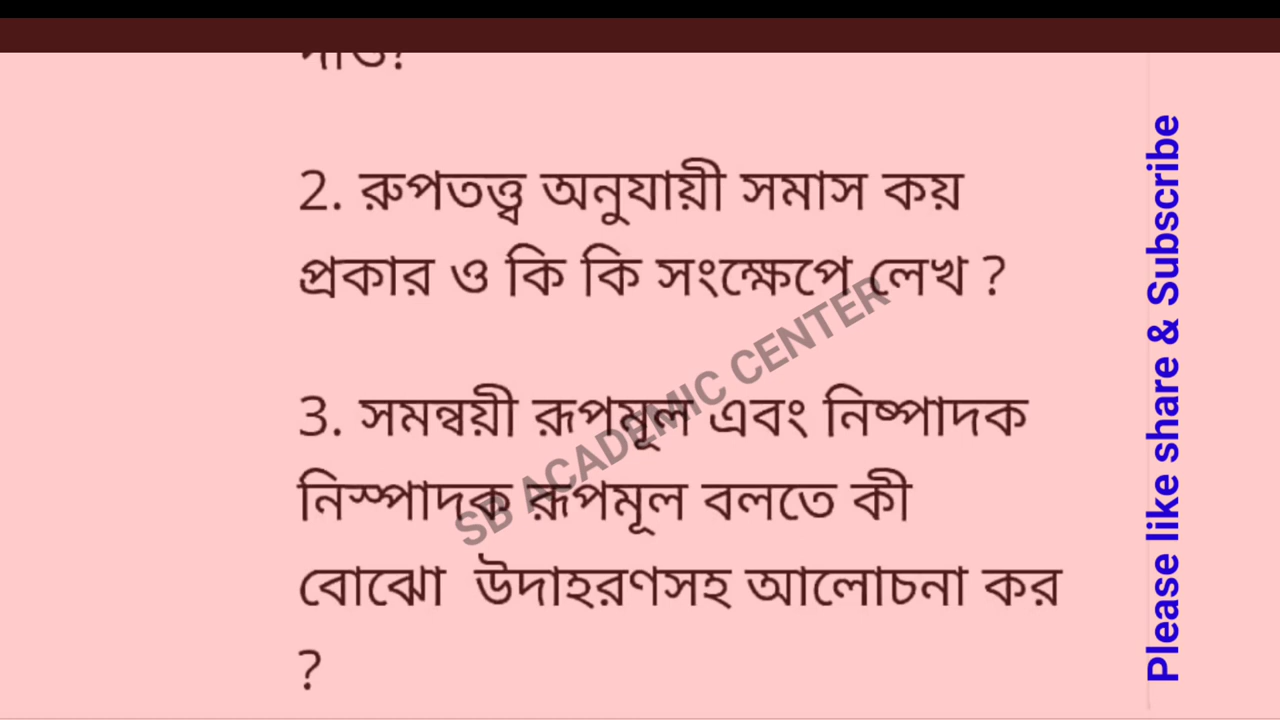 2. রুপতত্ত্ব অনুযায়ী সমাস কয়
প্রকার ও কি কি সংক্ষেপে লেখ ?
3. সমন্বয়ী রূপমূল এবং নিষ্পাদক
নিস্পাদক রূপমূল বলতে কী
বোঝো উদাহরণসহ আলোচনা কর
?
SB ACADEMIC CENTER
Please like share & Subscribe